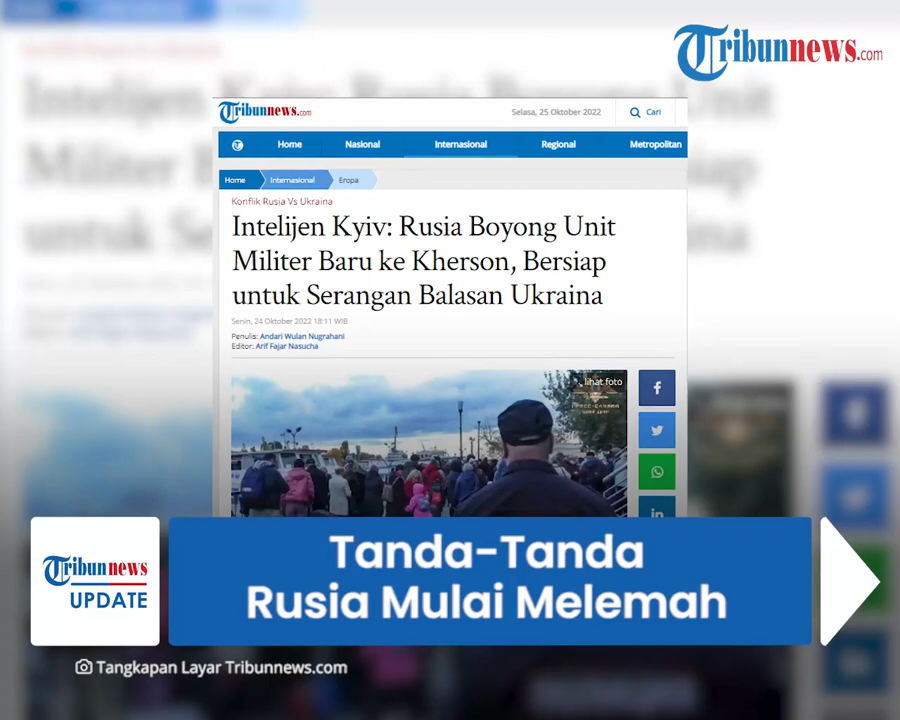 Tribunnews.com
Tribunnews.com
Selasa, 25 Oktober 2022
Cari
Home
Nasional
Internasional
Regional
Metropolitan
Home
Internasional
Eropa
Konflik Rusia Vs Ukraina
Intelijen Kyiv: Rusia Boyong Unit
Militer Baru ke Kherson, Bersiap
untuk Serangan Balasan Ukraina
Senin, 24 Oktober 2022 18:11 WIB
Penulis: Andari Wulan Nugrahani
Editor: Arif Fajar Nasucha
lihat foto
Tribunnews
UPDATE
Tanda-Tanda
Rusia Mulai Melemah
Tangkapan Layar Tribunnews.com